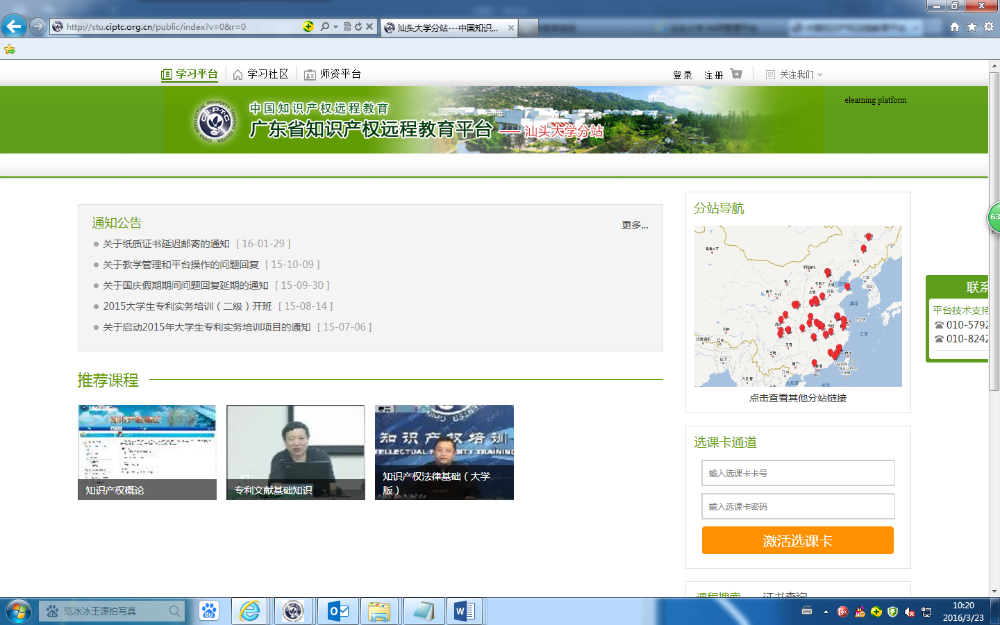 http://stu.ciptc.org.cn/public/index?v=0&r=0
汕头大学分站---中国知识...
学习平台
学习社区
师资平台
登录
注册
关注我们
中国知识产权远程教育
广东省知识产权远程教育平台 —— 汕头大学分站
elearning platform
通知公告
更多...
关于纸质证书延迟邮寄的通知 [ 16-01-29 ]
关于教学管理和平台操作的问题回复 [ 15-10-09 ]
关于国庆假期期间问题回复延期的通知 [ 15-09-30 ]
2015大学生专利实务培训（二级）开班 [ 15-08-14 ]
关于启动2015年大学生专利实务培训项目的通知 [ 15-07-06 ]
分站导航
点击查看其他分站链接
63
联系
平台技术支持
010-5792
010-8242
推荐课程
知识产权概论
专利文献基础知识
知识产权培训
知识产权法律基础（大学
版）
选课卡通道
输入选课卡卡号
输入选课卡密码
激活选课卡
课程搜索
证书查询
范冰冰王源拍写真
10:20
2016/3/23